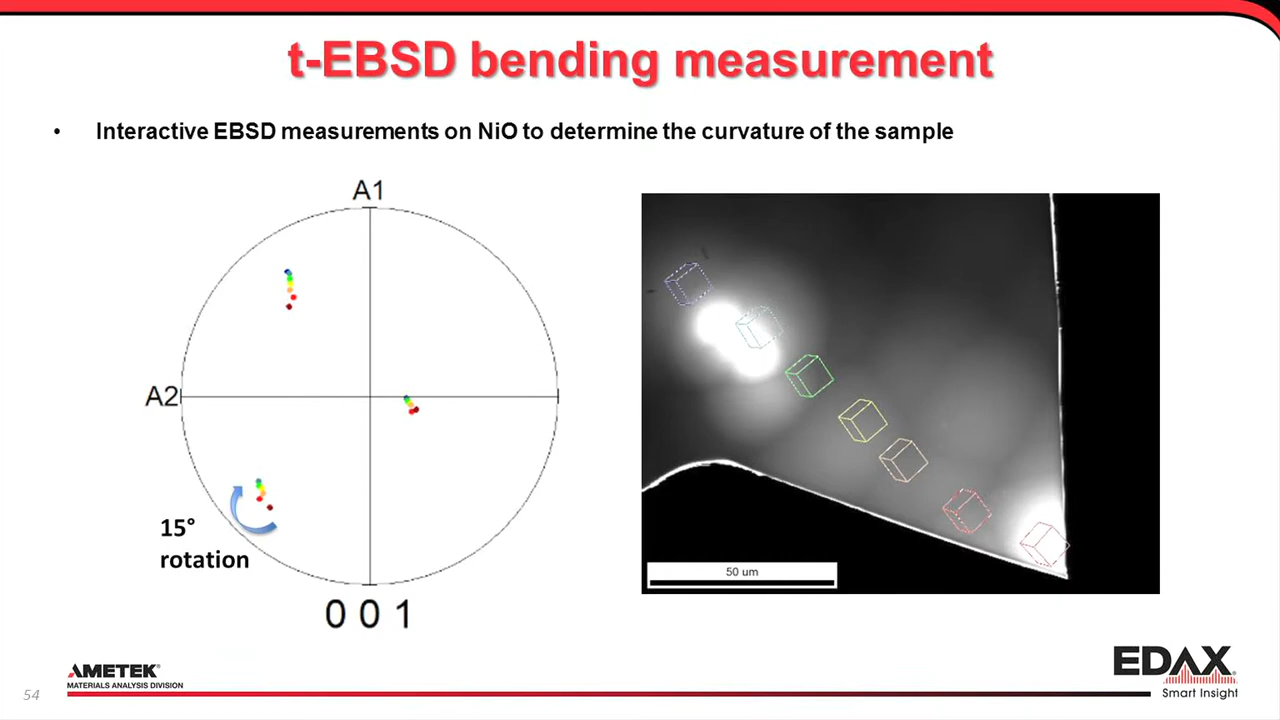 t-EBSD bending measurement
• Interactive EBSD measurements on NiO to determine the curvature of the sample
A1
A2
15°
rotation
0 0 1
50 um
AMETEK®
MATERIALS ANALYSIS DIVISION
54
EDAX®
Smart Insight